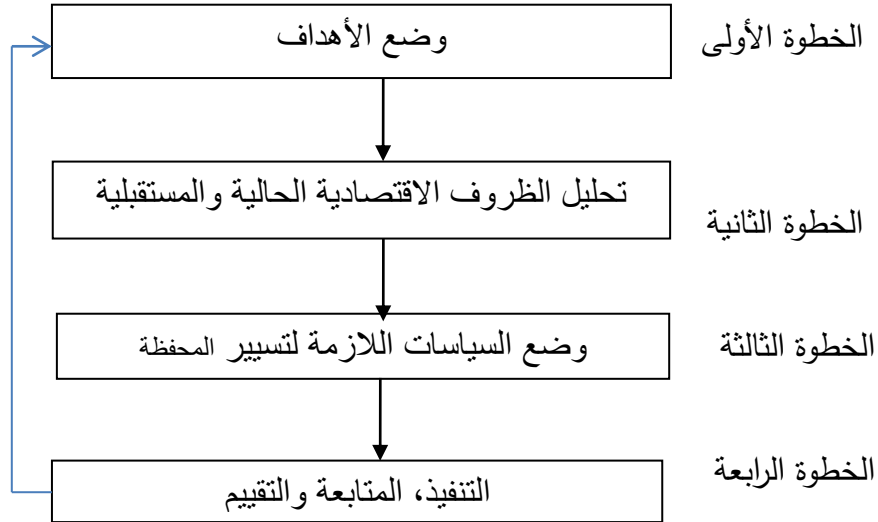 الخطوة الأولى
وضع الأهداف
الخطوة الثانية
تحليل الظروف الاقتصادية الحالية والمستقبلية
الخطوة الثالثة
وضع السياسات اللازمة لتسيير المحفظة
الخطوة الرابعة
التنفيذ، المتابعة والتقييم